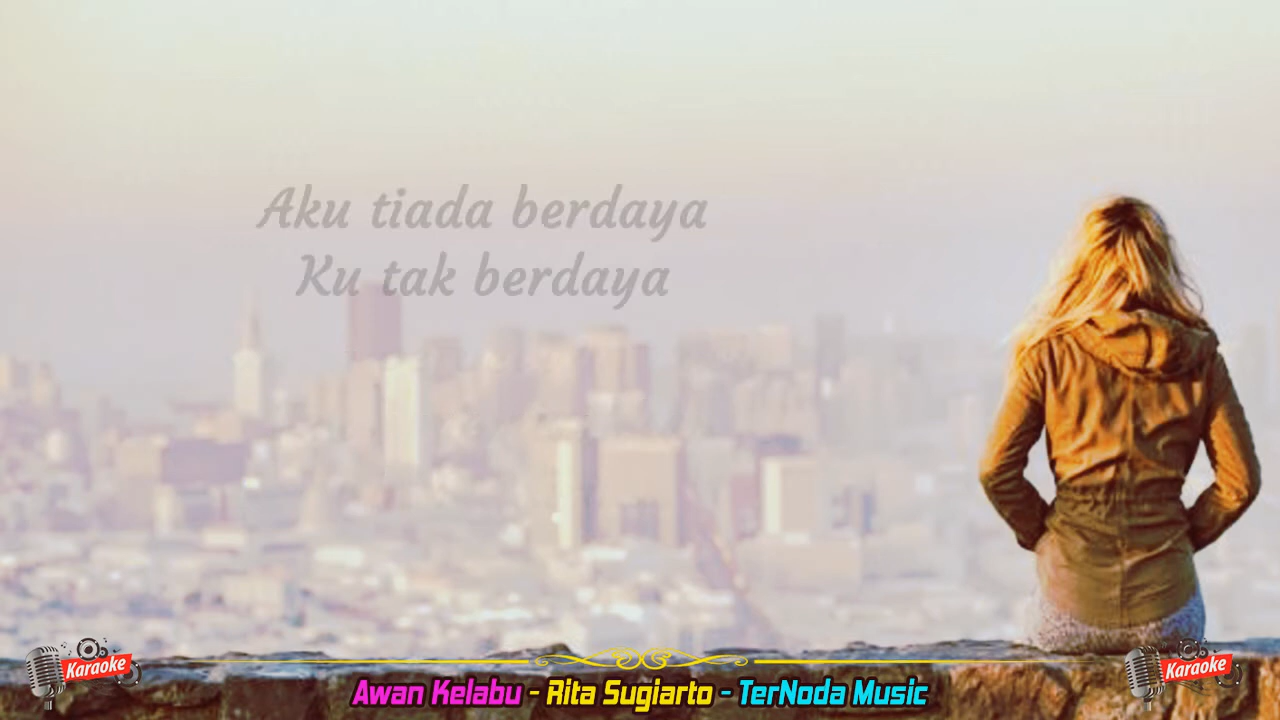 Aku tiada berdaya
Ku tak berdaya
Karaoke
Awan Kelabu - Rita Sugiarto - TerNoda Music
Karaoke